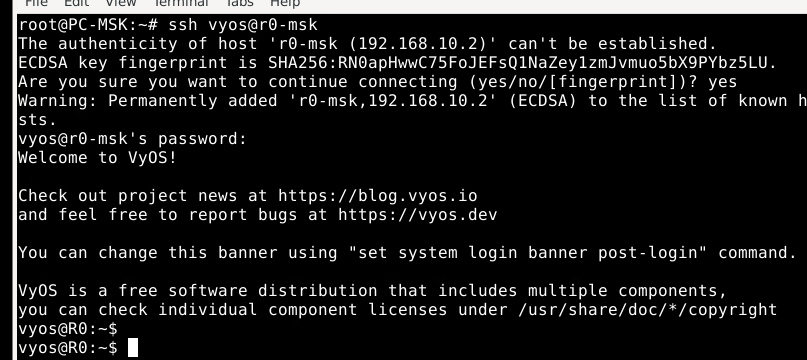 File Edit View Terminal Tabs Help
root@PC-MSK:~# ssh vyos@r0-msk
The authenticity of host 'r0-msk (192.168.10.2)' can't be established.
ECDSA key fingerprint is SHA256:RN0apHwwC75FoJEFsQ1NaZey1zmJvmuo5bX9PYbz5LU.
Are you sure you want to continue connecting (yes/no/[fingerprint])? yes
Warning: Permanently added 'r0-msk,192.168.10.2' (ECDSA) to the list of known h
sts.
vyos@r0-msk's password:
Welcome to VyOS!
Check out project news at https://blog.vyos.io
and feel free to report bugs at https://vyos.dev
You can change this banner using "set system login banner post-login" command.
VyOS is a free software distribution that includes multiple components,
you can check individual component licenses under /usr/share/doc/*/copyright
vyos@R0:~$
vyos@R0:~$